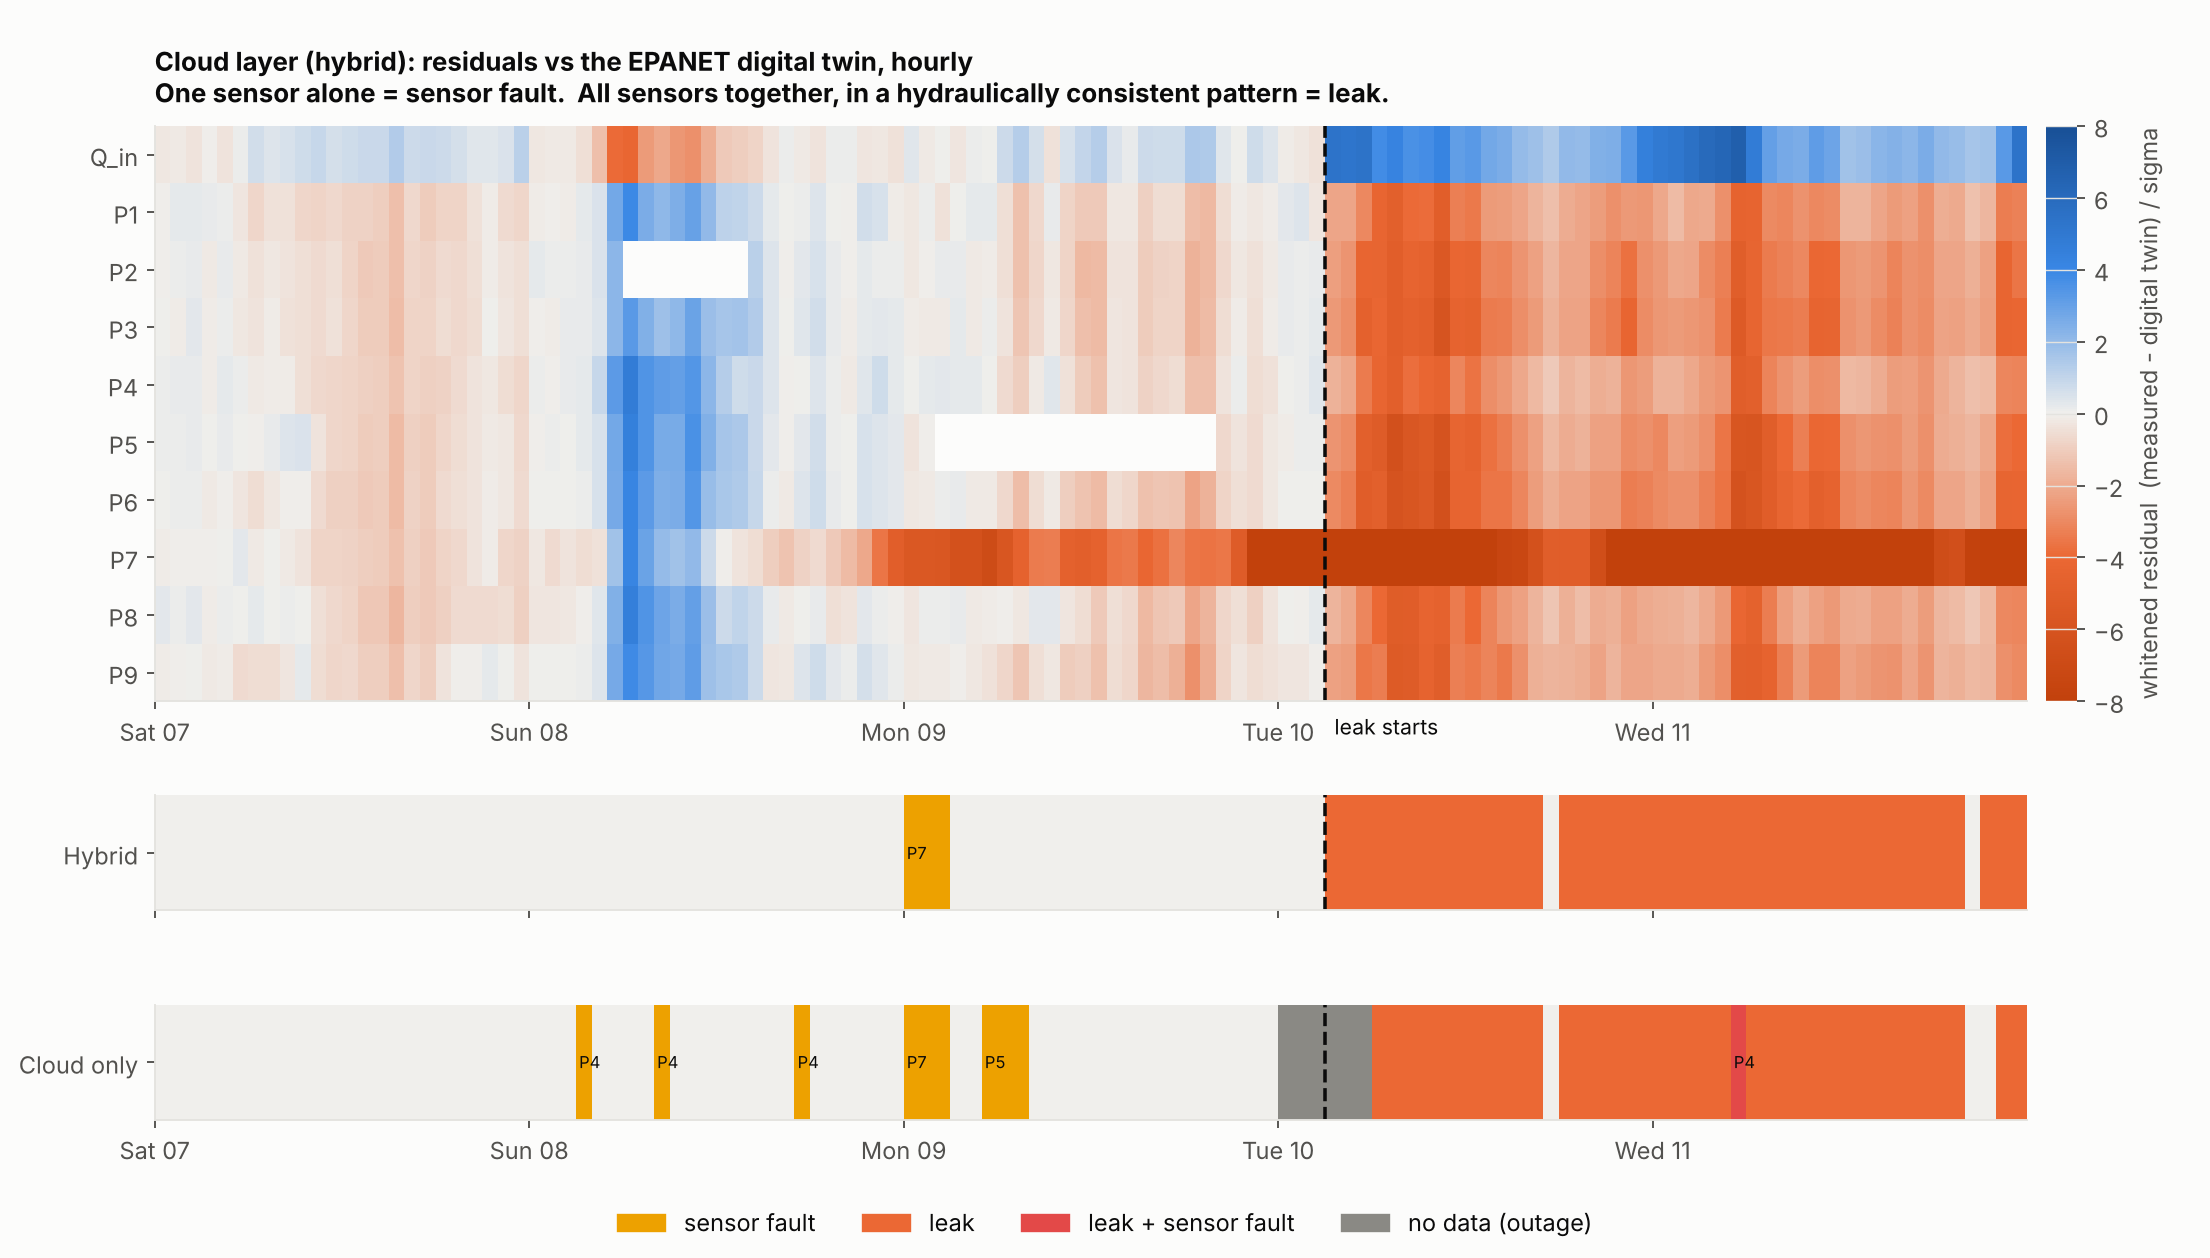 Cloud layer (hybrid): residuals vs the EPANET digital twin, hourly
One sensor alone = sensor fault.  All sensors together, in a hydraulically consistent pattern = leak.
Q_in
P1
P2
P3
P4
P5
P6
P7
P8
P9
8
6
4
2
0
−2
−4
−6
−8
whitened residual  (measured - digital twin) / sigma
Sat 07
Sun 08
Mon 09
Tue 10
leak starts
Wed 11
Hybrid
P7
Cloud only
P4
P4
P4
P7
P5
P4
Sat 07
Sun 08
Mon 09
Tue 10
Wed 11
sensor fault
leak
leak + sensor fault
no data (outage)